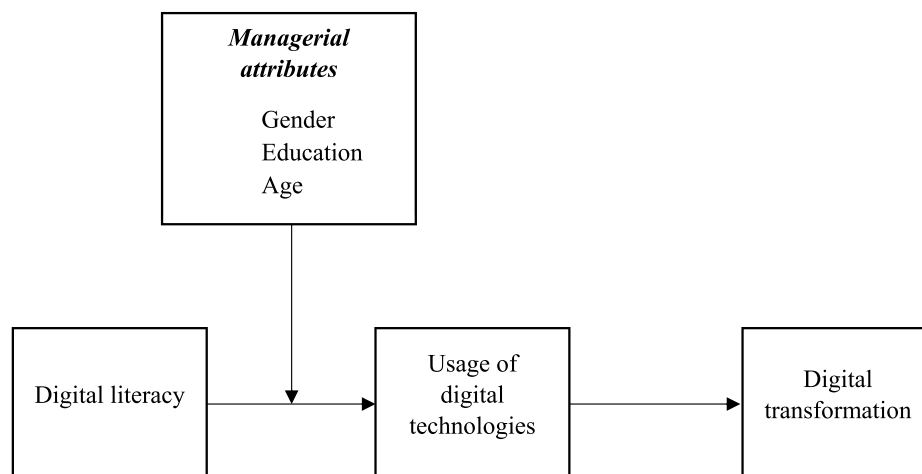 Managerial
attributes
Gender
Education
Age
Digital literacy
Usage of
digital
technologies
Digital
transformation